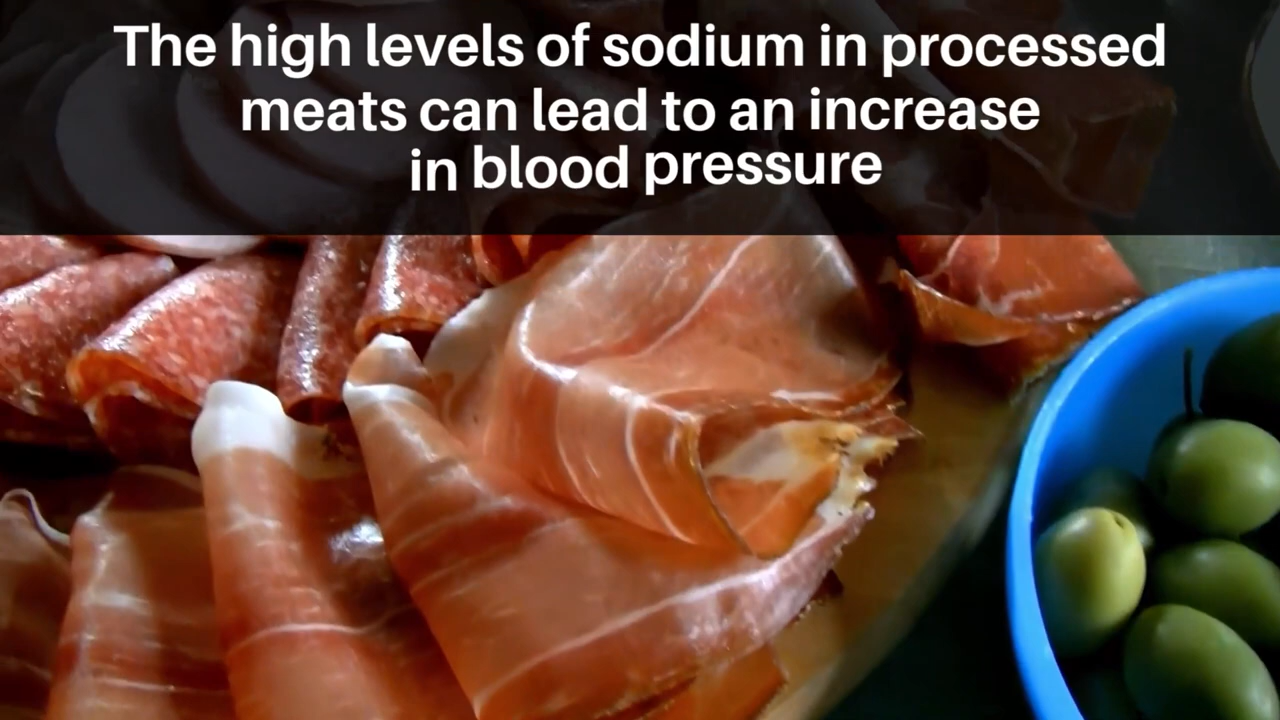 The high levels of sodium in processed
meats can lead to an increase
in blood pressure